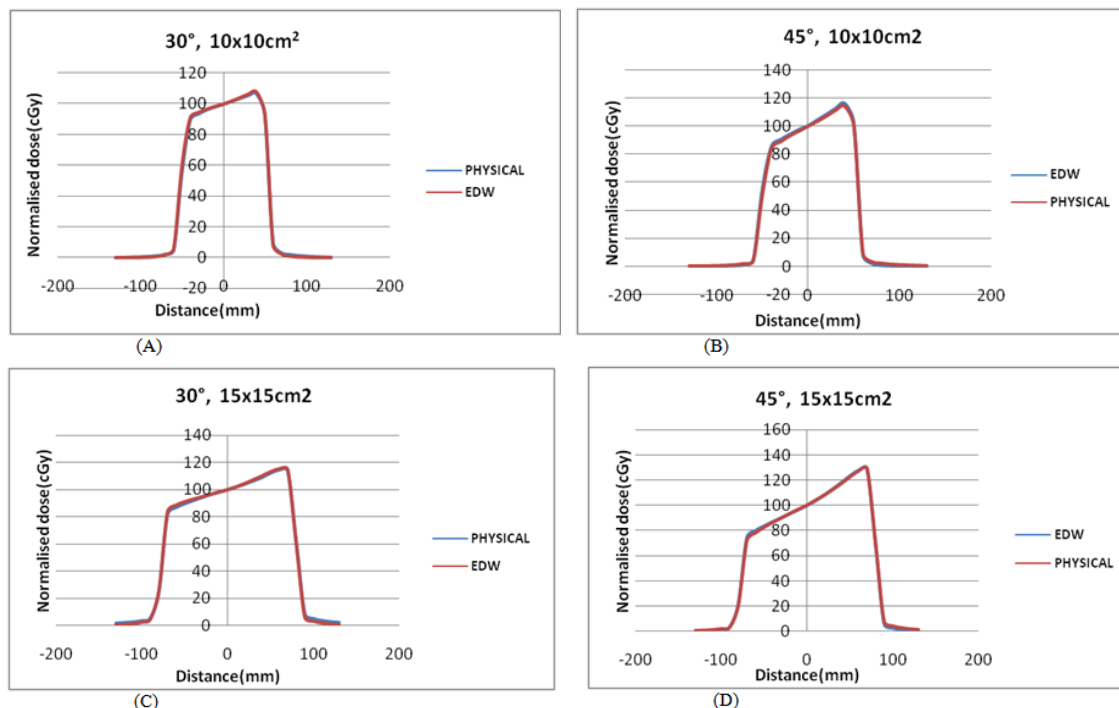 30°, 10x10cm²
120
100
80
60
40
20
0
-20
-200
-100
0
100
200
Normalised dose(cGy)
Distance(mm)
PHYSICAL
EDW
(A)
45°, 10x10cm2
140
120
100
80
60
40
20
0
-20
-200
-100
0
100
200
Normalised dose(cGy)
Distance(mm)
EDW
PHYSICAL
(B)
30°, 15x15cm2
140
120
100
80
60
40
20
0
-200
-100
0
100
200
Normalised dose(cGy)
Distance(mm)
PHYSICAL
EDW
(C)
45°, 15x15cm2
160
140
120
100
80
60
40
20
0
-200
-100
0
100
200
Normalised dose(cGy)
Distance(mm)
EDW
PHYSICAL
(D)